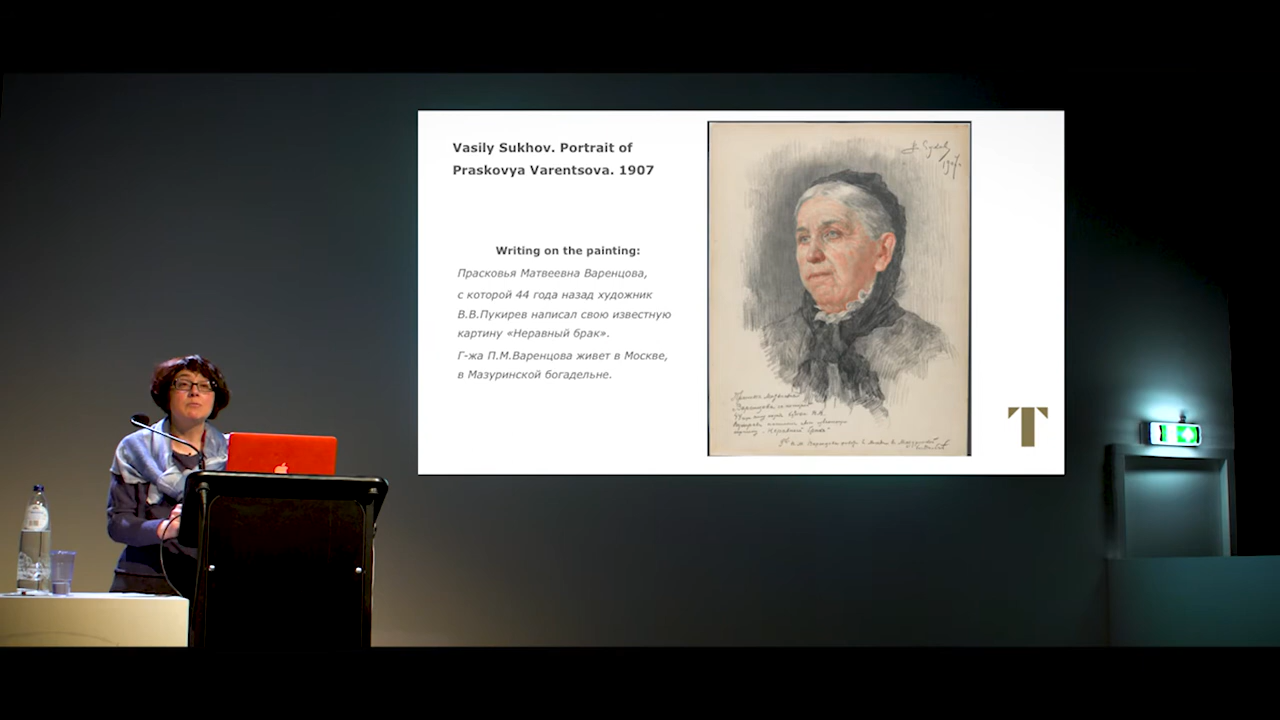 Vasily Sukhov. Portrait of
Praskovya Varentsova. 1907
Writing on the painting:
Прасковья Матвеевна Варенцова,
с которой 44 года назад художник
В.В.Пукирев написал свою известную
картину «Неравный брак».
Г-жа П.М.Варенцова живет в Москве,
в Мазуринской богадельне.
1907
T